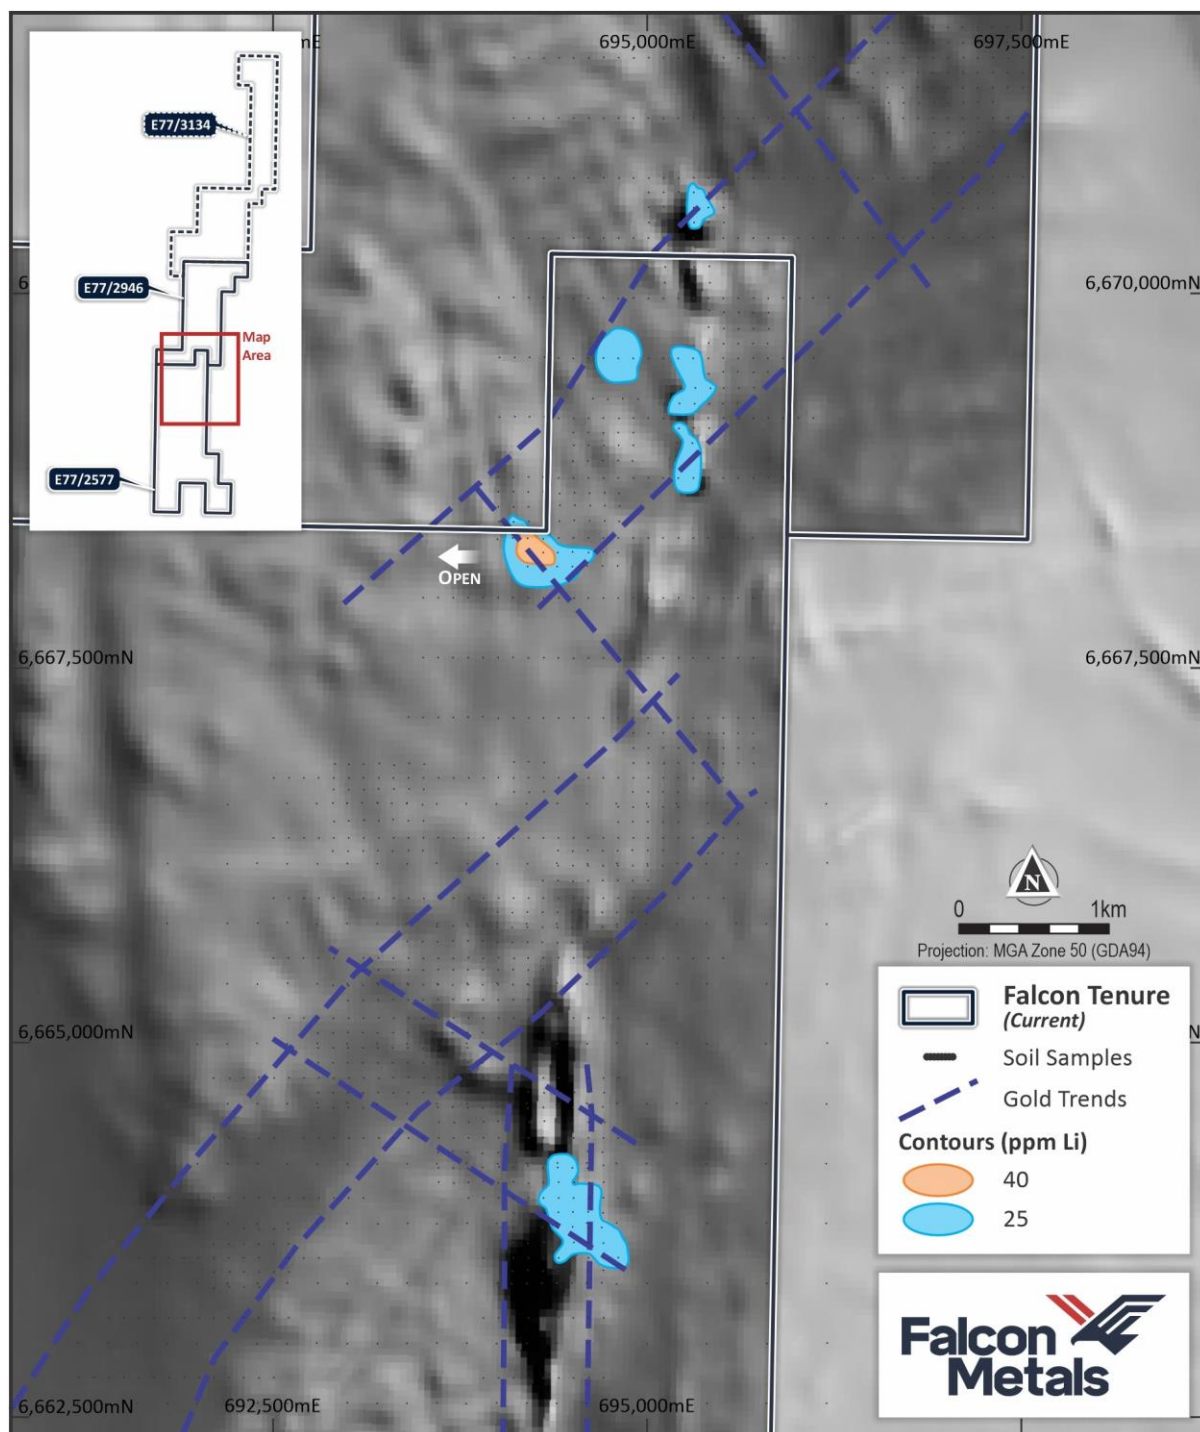 mE
695,000mE
697,500mE
E77/3134
E77/2946
Map
Area
E77/2577
6
6,670,000mN
OPEN
6,667,500mN
6,667,500mN
N
0
1km
Projection: MGA Zone 50 (GDA94)
Falcon Tenure
(Current)
6,665,000mN
N
Soil Samples
Gold Trends
Contours (ppm Li)
40
25
Falcon
Metals
6,662,500mN
692,500mE
695,000mE